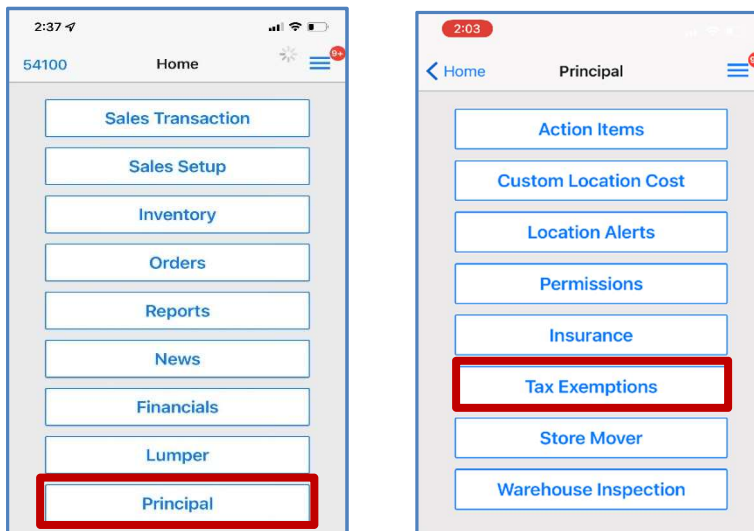 2:37
54100
Home
9+
Sales Transaction
Sales Setup
Inventory
Orders
Reports
News
Financials
Lumper
Principal
2:03
Home
Principal
Action Items
Custom Location Cost
Location Alerts
Permissions
Insurance
Tax Exemptions
Store Mover
Warehouse Inspection